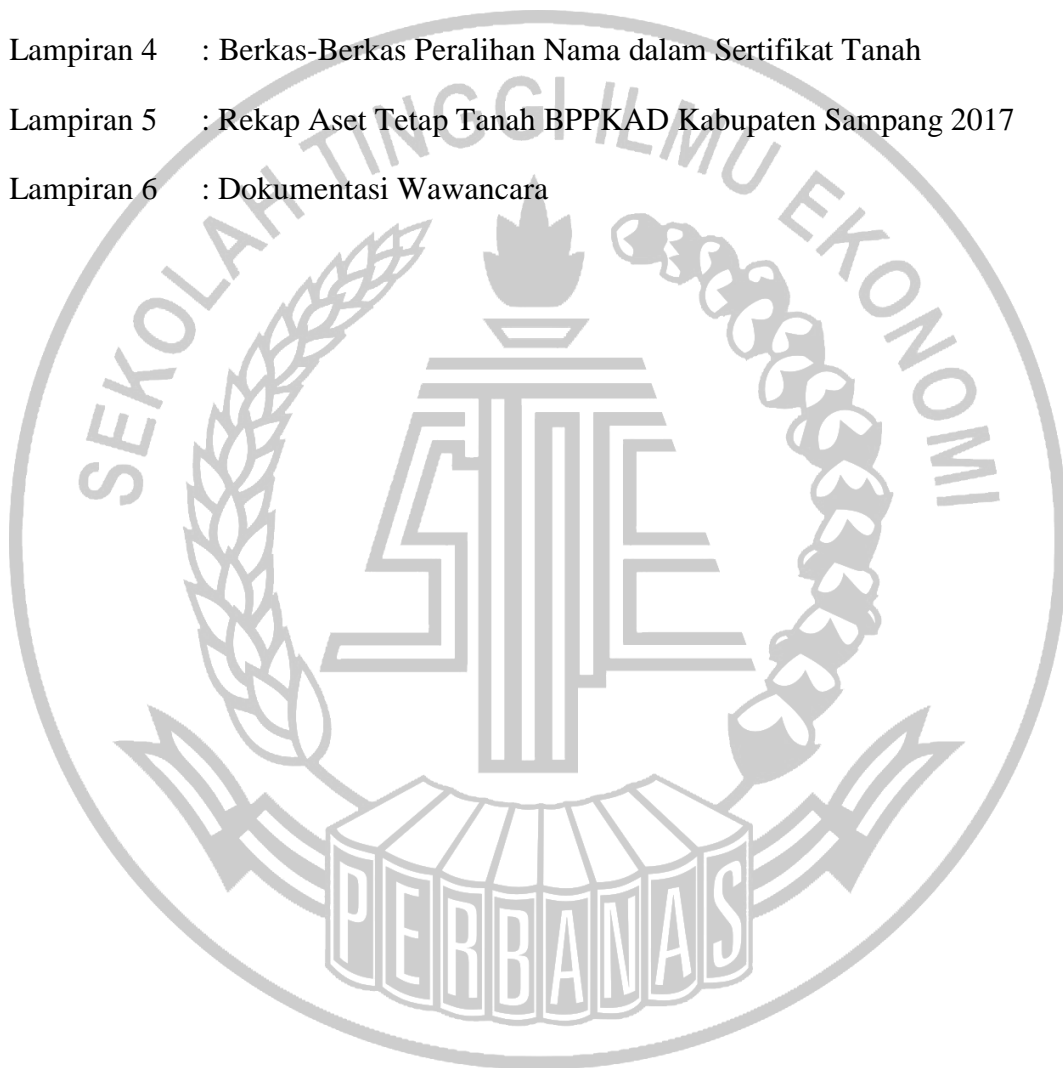 Lampiran 4 : Berkas-Berkas Peralihan Nama dalam Sertifikat Tanah
Lampiran 5 : Rekap Aset Tetap Tanah BPPKAD Kabupaten Sampang 2017
Lampiran 6 : Dokumentasi Wawancara
SEKOLAH TINGGI ILMU EKONOMI
STIE
PERBANAS